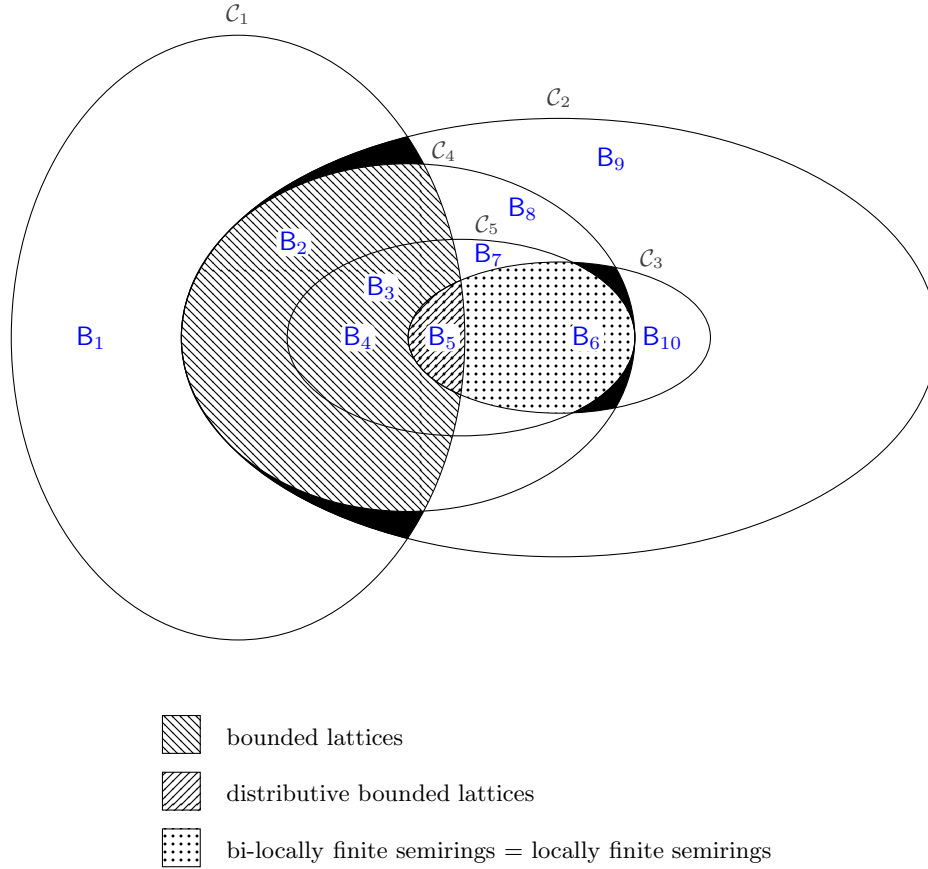 𝒞₁
𝒞₂
𝒞₄
B₉
B₈
𝒞₅
B₂
B₇
𝒞₃
B₃
B₁
B₄
B₅
B₆
B₁₀
bounded lattices
distributive bounded lattices
bi-locally finite semirings = locally finite semirings